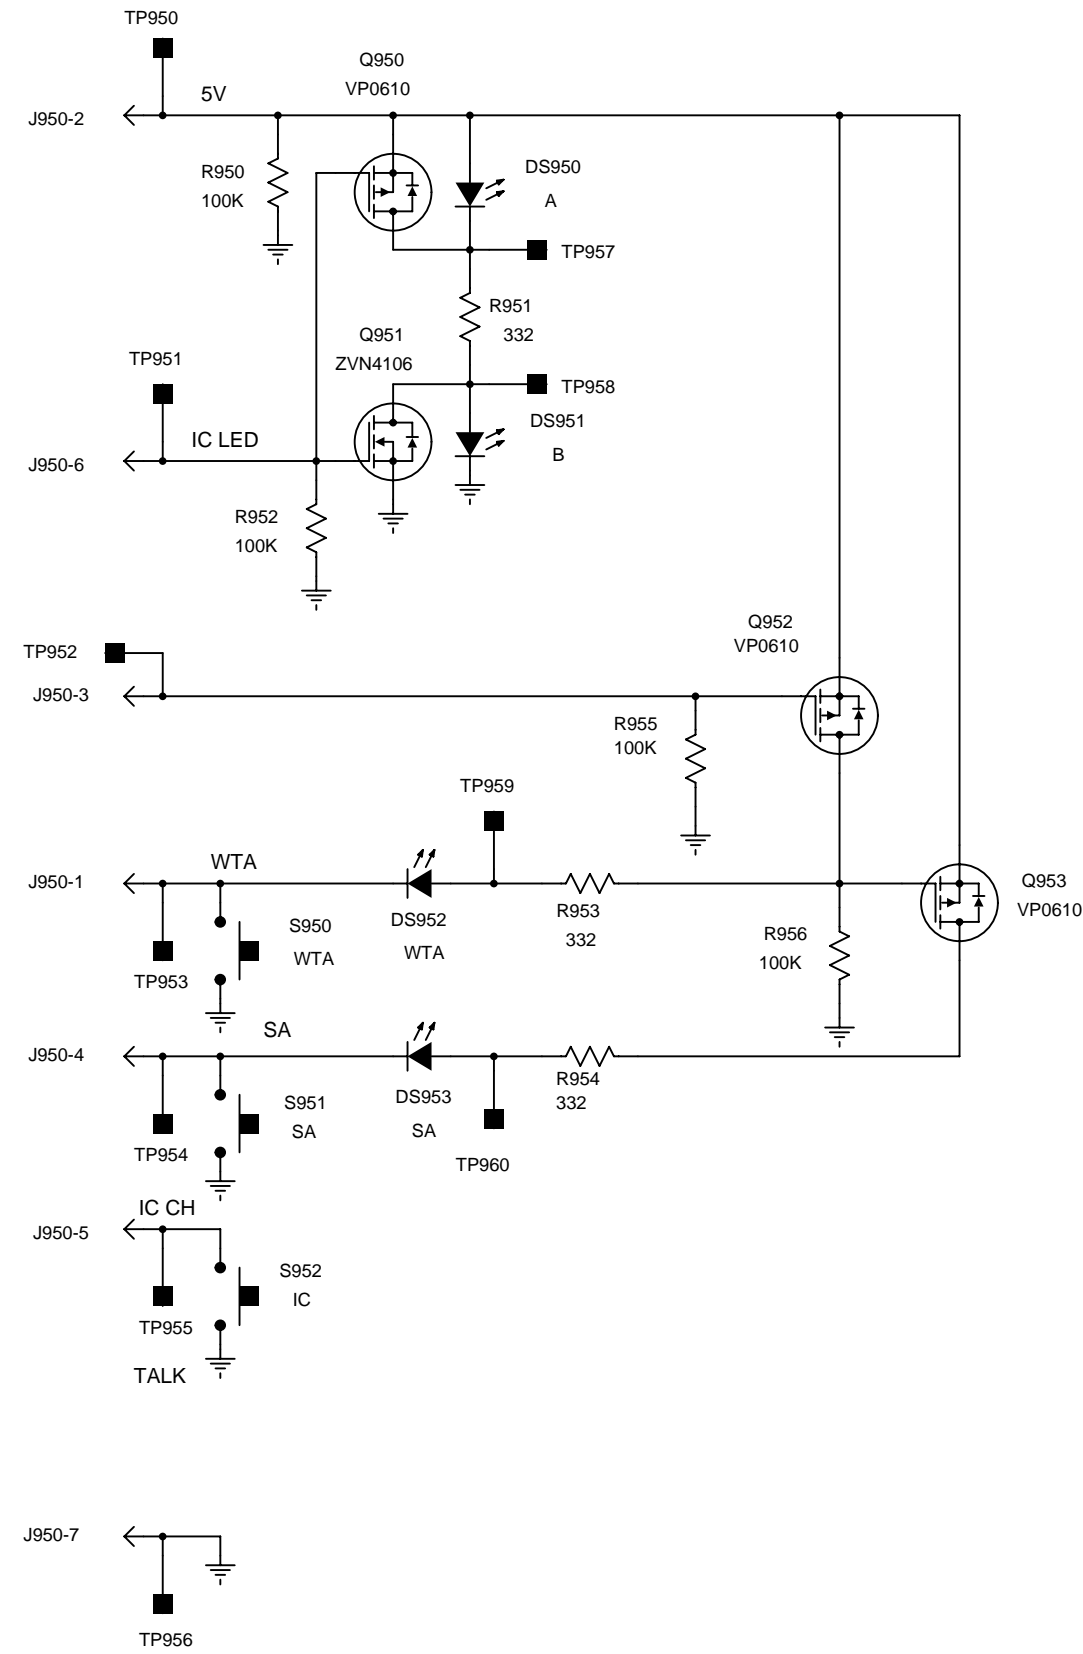 TP950
Q950
VP0610
5V
J950-2
R950
100K
DS950
A
TP957
R951
332
Q951
ZVN4106
TP951
TP958
DS951
B
IC LED
J950-6
R952
100K
Q952
VP0610
TP952
J950-3
R955
100K
TP959
WTA
J950-1
S950
WTA
DS952
WTA
R953
332
R956
100K
Q953
VP0610
TP953
SA
J950-4
S951
SA
DS953
SA
R954
332
TP954
TP960
IC CH
J950-5
S952
IC
TP955
TALK
J950-7
TP956